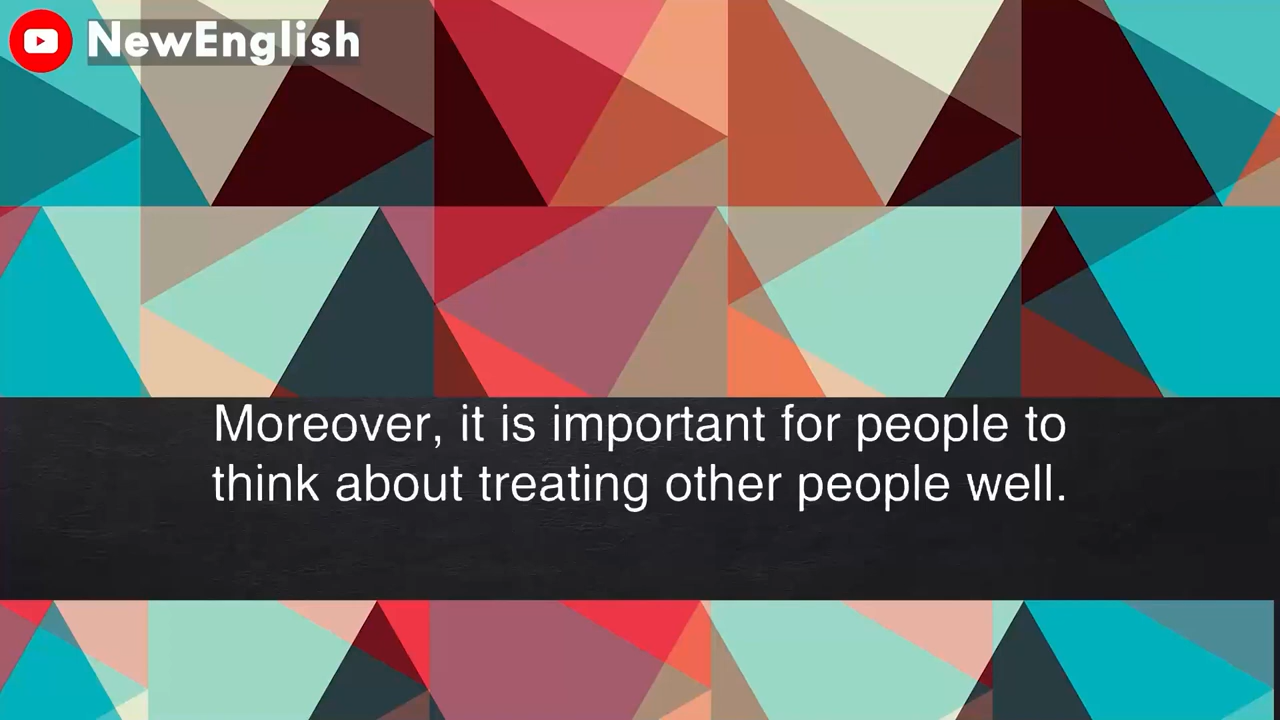 NewEnglish
Moreover, it is important for people to
think about treating other people well.